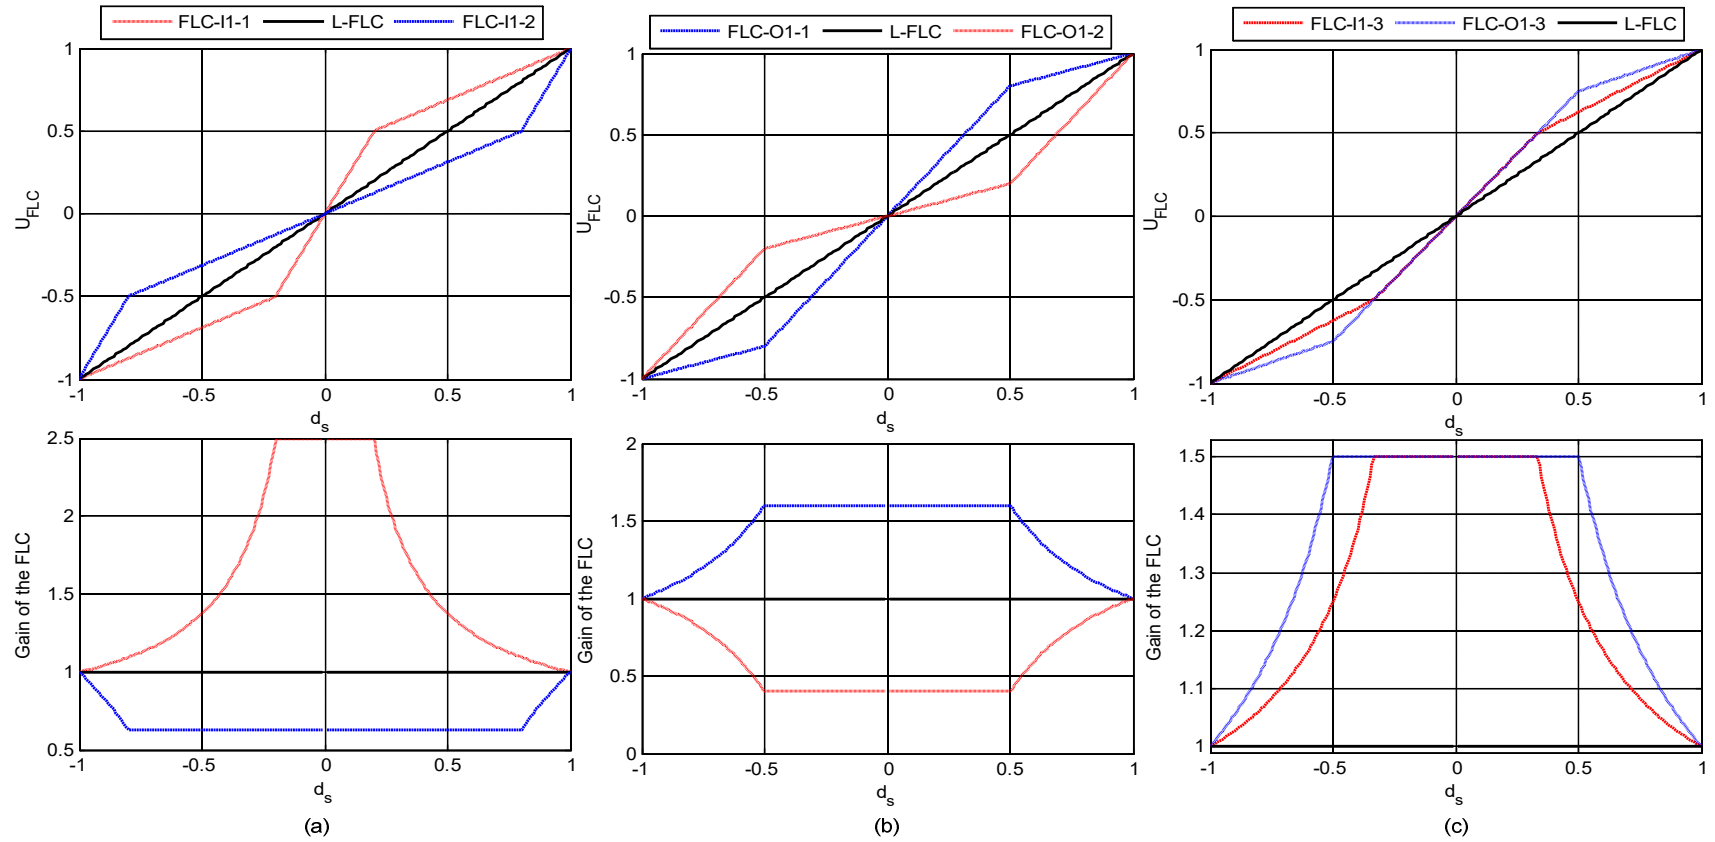 FLC-I1-1 L-FLC FLC-I1-2
1
0.5
0
-0.5
-1
U_FLC
-1 -0.5 0 0.5 1
d_s
2.5
2
1.5
1
0.5
Gain of the FLC
-1 -0.5 0 0.5 1
d_s
(a)
FLC-O1-1 L-FLC FLC-O1-2
1
0.5
0
-0.5
-1
U_FLC
-1 -0.5 0 0.5 1
d_s
2
1.5
1
0.5
0
Gain of the FLC
-1 -0.5 0 0.5 1
d_s
(b)
FLC-I1-3 FLC-O1-3 L-FLC
1
0.5
0
-0.5
-1
U_FLC
-1 -0.5 0 0.5 1
d_s
1.5
1.4
1.3
1.2
1.1
1
Gain of the FLC
-1 -0.5 0 0.5 1
d_s
(c)